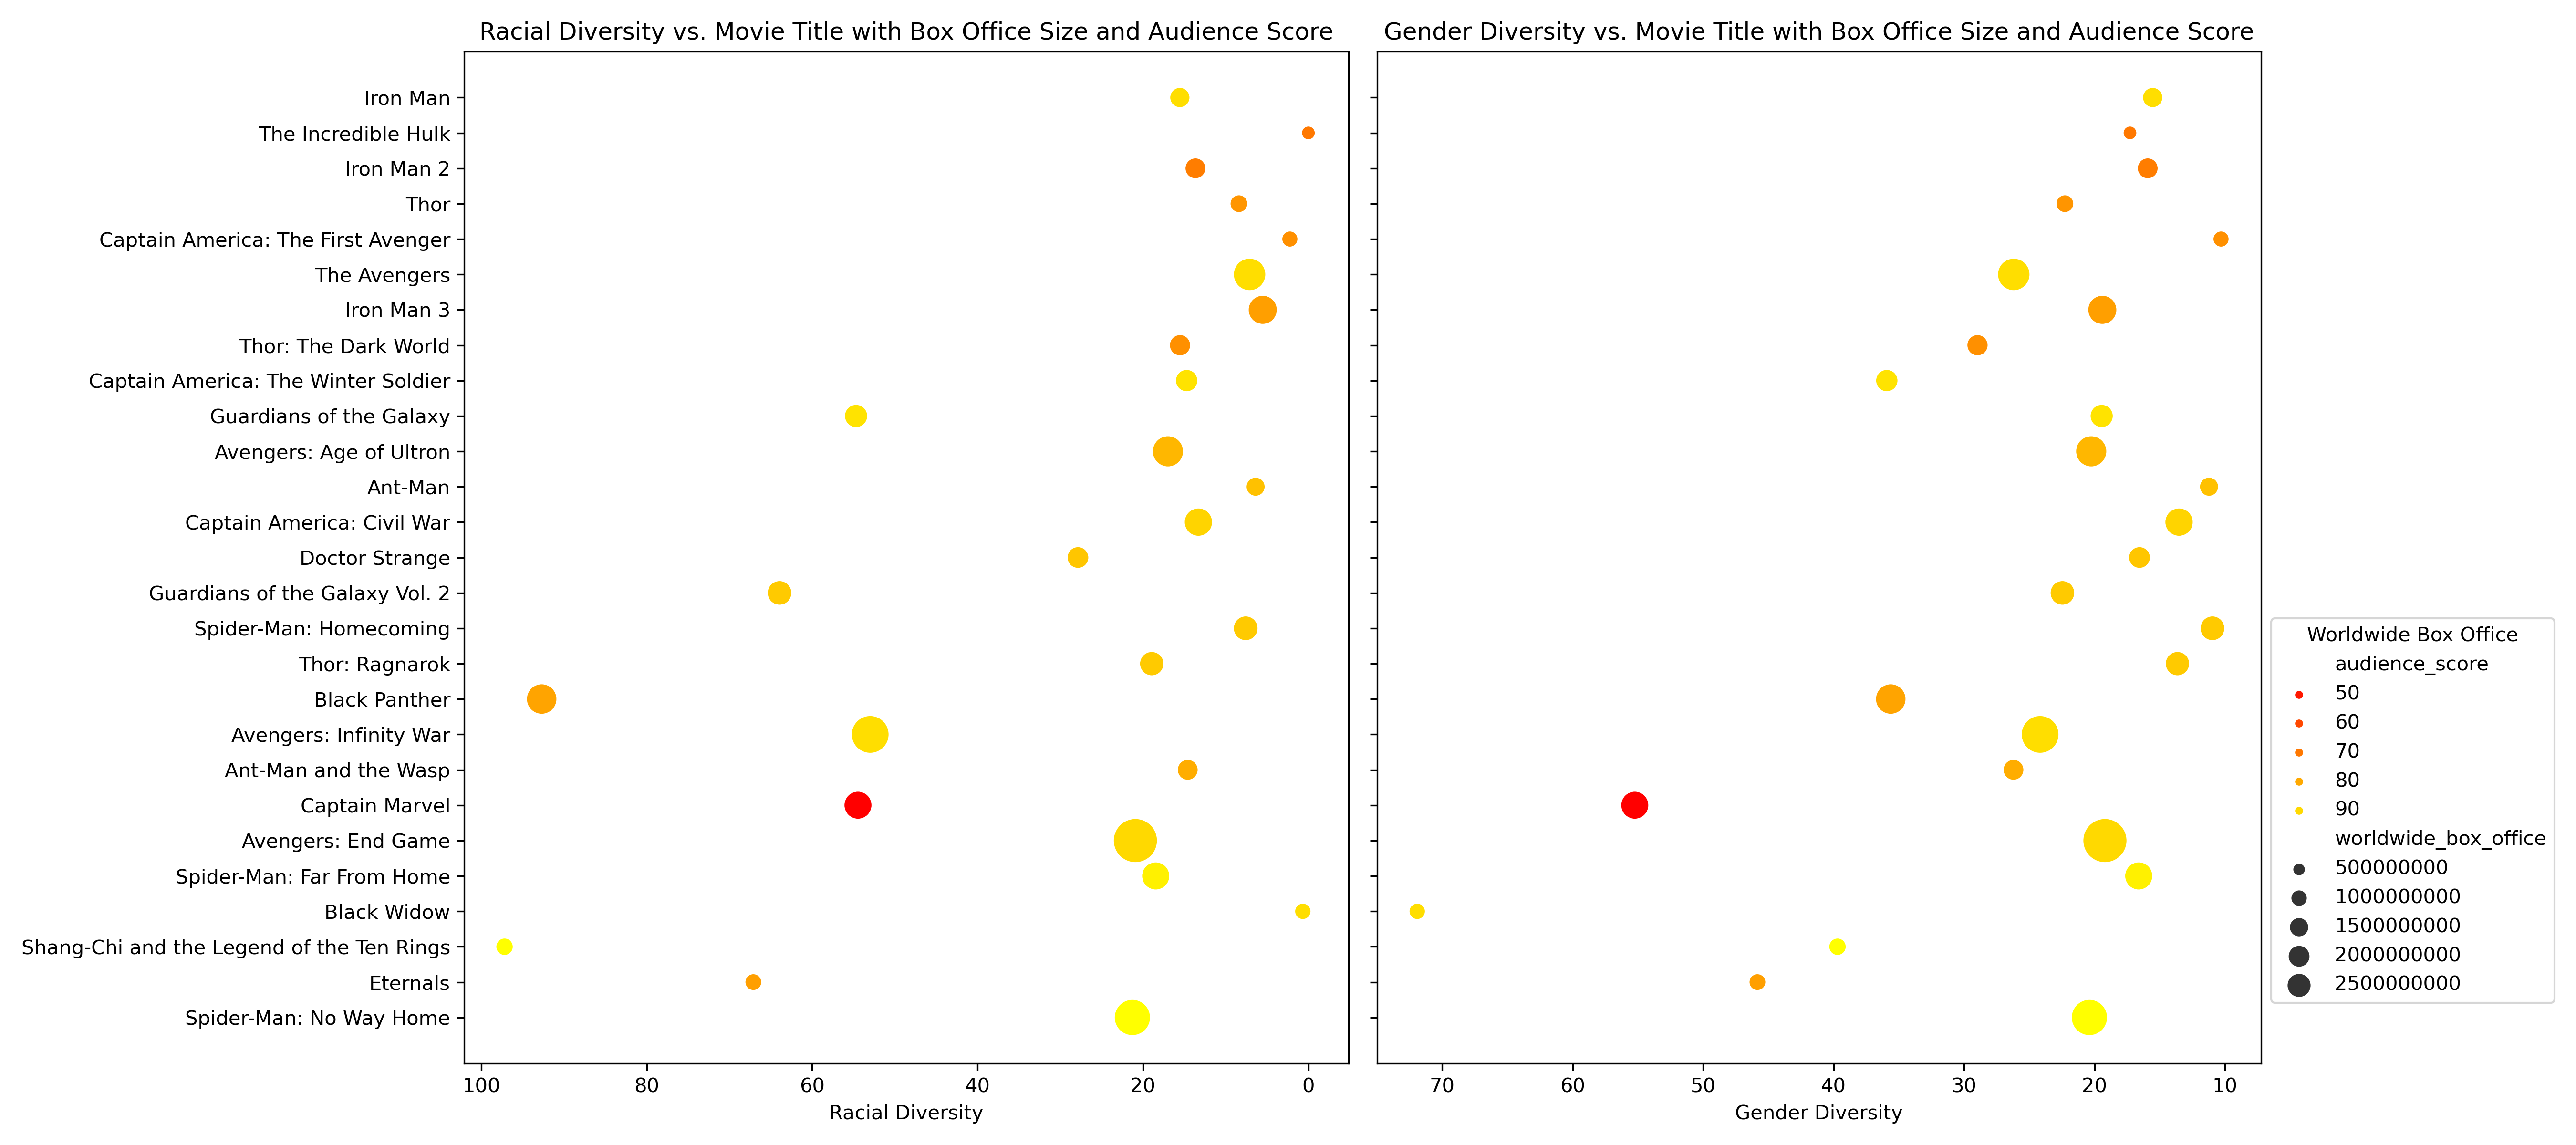 Racial Diversity vs. Movie Title with Box Office Size and Audience Score
Gender Diversity vs. Movie Title with Box Office Size and Audience Score
Iron Man
The Incredible Hulk
Iron Man 2
Thor
Captain America: The First Avenger
The Avengers
Iron Man 3
Thor: The Dark World
Captain America: The Winter Soldier
Guardians of the Galaxy
Avengers: Age of Ultron
Ant-Man
Captain America: Civil War
Doctor Strange
Guardians of the Galaxy Vol. 2
Spider-Man: Homecoming
Thor: Ragnarok
Black Panther
Avengers: Infinity War
Ant-Man and the Wasp
Captain Marvel
Avengers: End Game
Spider-Man: Far From Home
Black Widow
Shang-Chi and the Legend of the Ten Rings
Eternals
Spider-Man: No Way Home
100 80 60 40 20 0
Racial Diversity
70 60 50 40 30 20 10
Gender Diversity
Worldwide Box Office
audience_score
50
60
70
80
90
worldwide_box_office
500000000
1000000000
1500000000
2000000000
2500000000